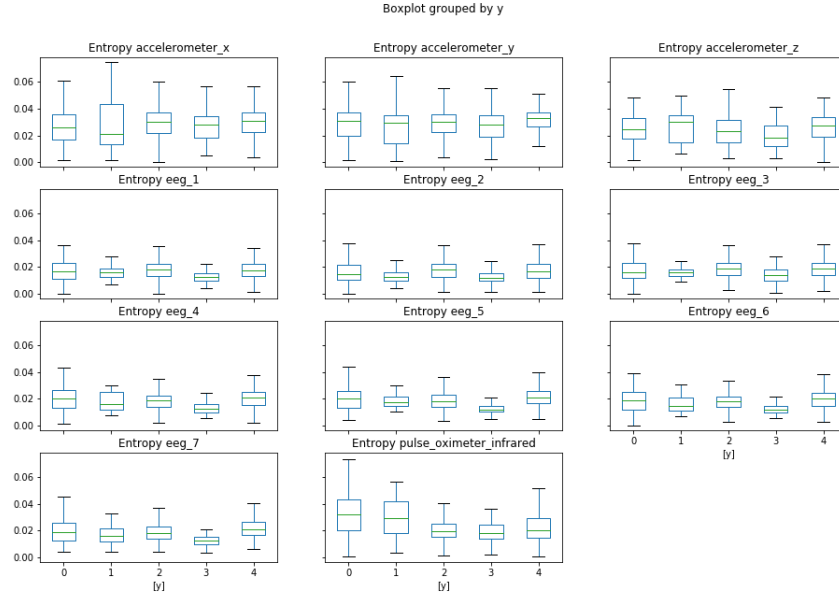 Boxplot grouped by y
Entropy accelerometer_x
Entropy accelerometer_y
Entropy accelerometer_z
0.06
0.04
0.02
0.00
Entropy eeg_1
Entropy eeg_2
Entropy eeg_3
0.06
0.04
0.02
0.00
Entropy eeg_4
Entropy eeg_5
Entropy eeg_6
0.06
0.04
0.02
0.00
0 1 2 3 4
[y]
Entropy eeg_7
Entropy pulse_oximeter_infrared
0.06
0.04
0.02
0.00
0 1 2 3 4
0 1 2 3 4
[y]
[y]